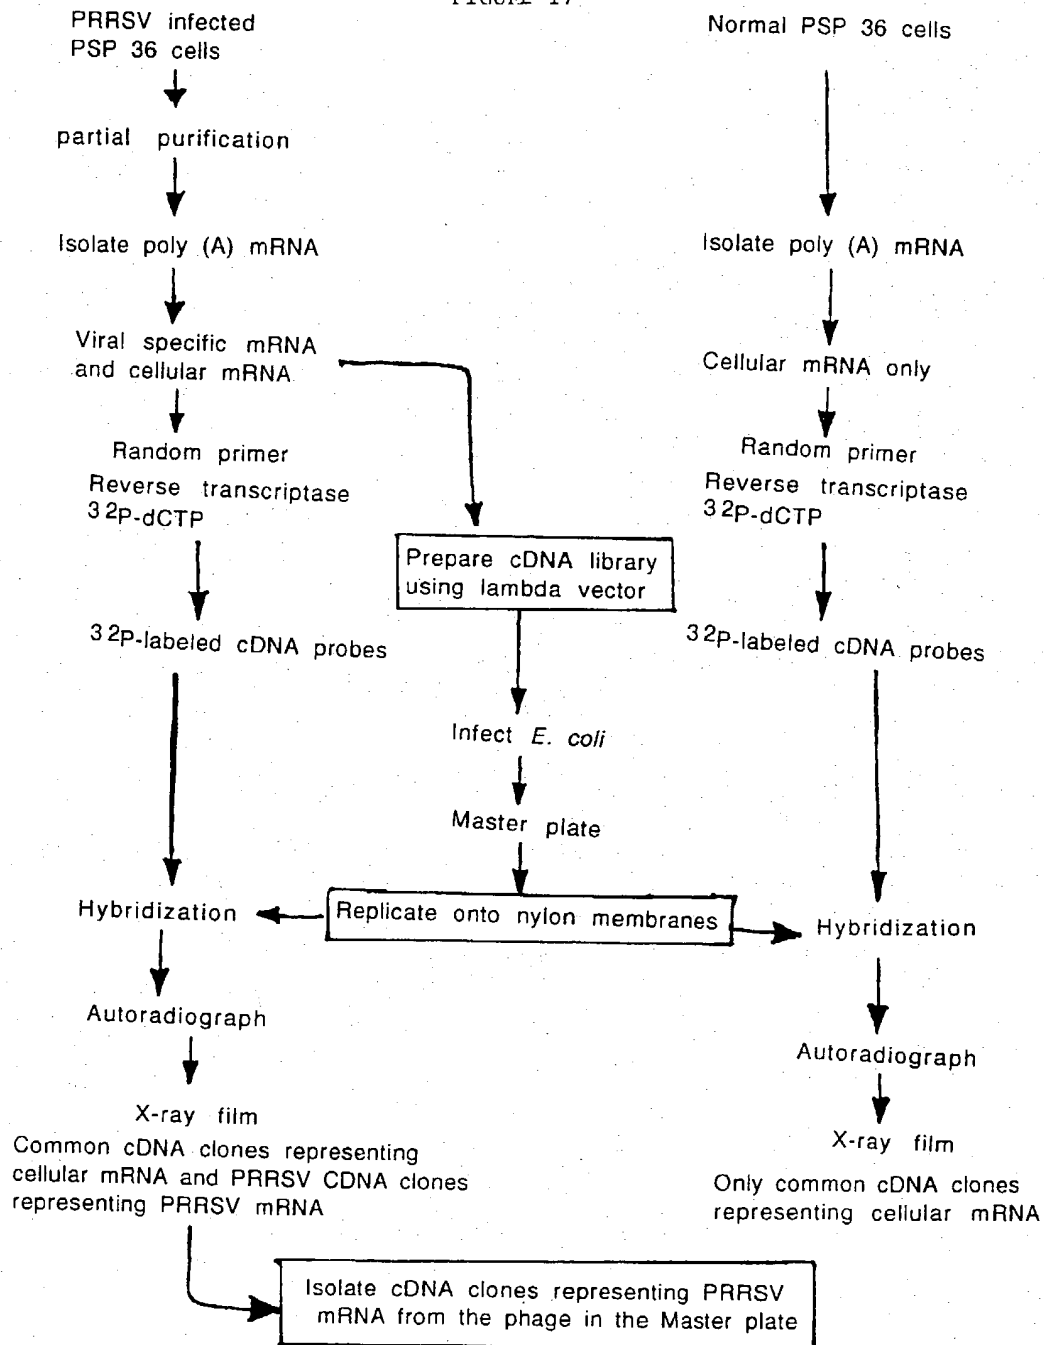 PRRSV infected
PSP 36 cells
partial purification
Isolate poly (A) mRNA
Viral specific mRNA
and cellular mRNA
Random primer
Reverse transcriptase
32P-dCTP
32P-labeled cDNA probes
Hybridization
Autoradiograph
X-ray film
Common cDNA clones representing
cellular mRNA and PRRSV CDNA clones
representing PRRSV mRNA
Prepare cDNA library
using lambda vector
Infect E. coli
Master plate
Replicate onto nylon membranes
Normal PSP 36 cells
Isolate poly (A) mRNA
Cellular mRNA only
Random primer
Reverse transcriptase
32P-dCTP
32P-labeled cDNA probes
Hybridization
Autoradiograph
X-ray film
Only common cDNA clones
representing cellular mRNA
Isolate cDNA clones representing PRRSV
mRNA from the phage in the Master plate